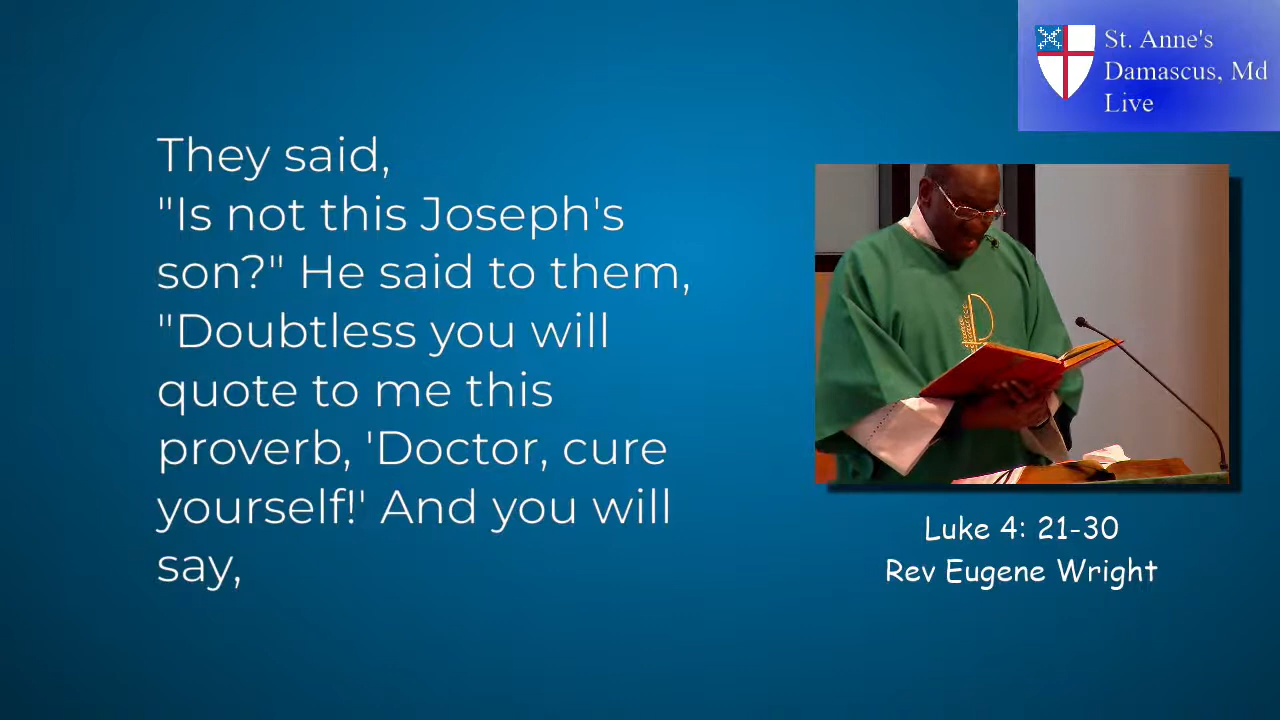 They said,
"Is not this Joseph's
son?" He said to them,
"Doubtless you will
quote to me this
proverb, 'Doctor, cure
yourself!' And you will
say,
St. Anne's
Damascus, Md
Live
Luke 4: 21-30
Rev Eugene Wright